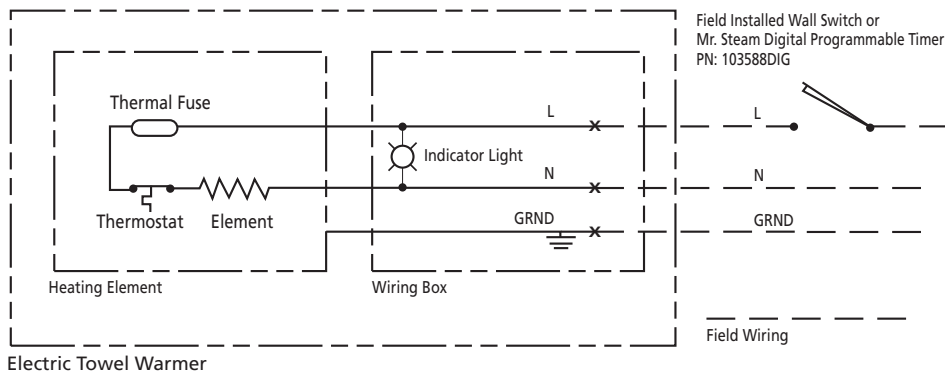 Field Installed Wall Switch or
Mr. Steam Digital Programmable Timer
PN: 103588DIG
Thermal Fuse
L
L
Indicator Light
N
N
Thermostat
Element
GRND
GRND
Heating Element
Wiring Box
Field Wiring
Electric Towel Warmer